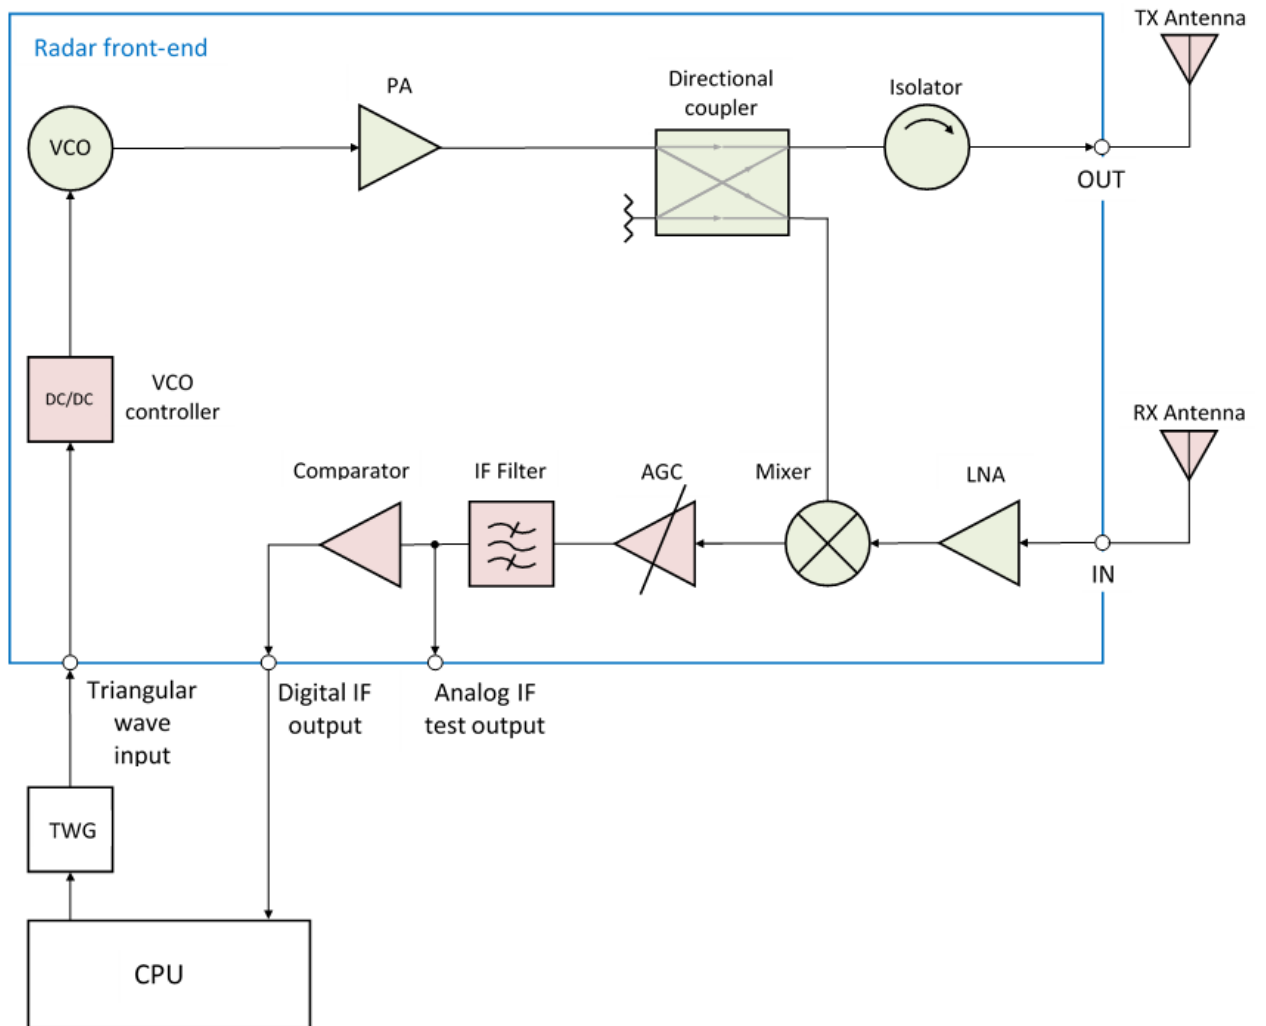 TX Antenna
Radar front-end
Directional
coupler
PA
Isolator
VCO
OUT
VCO
controller
DC/DC
RX Antenna
Comparator
IF Filter
AGC
Mixer
LNA
IN
Triangular
wave
input
Digital IF
output
Analog IF
test output
TWG
CPU